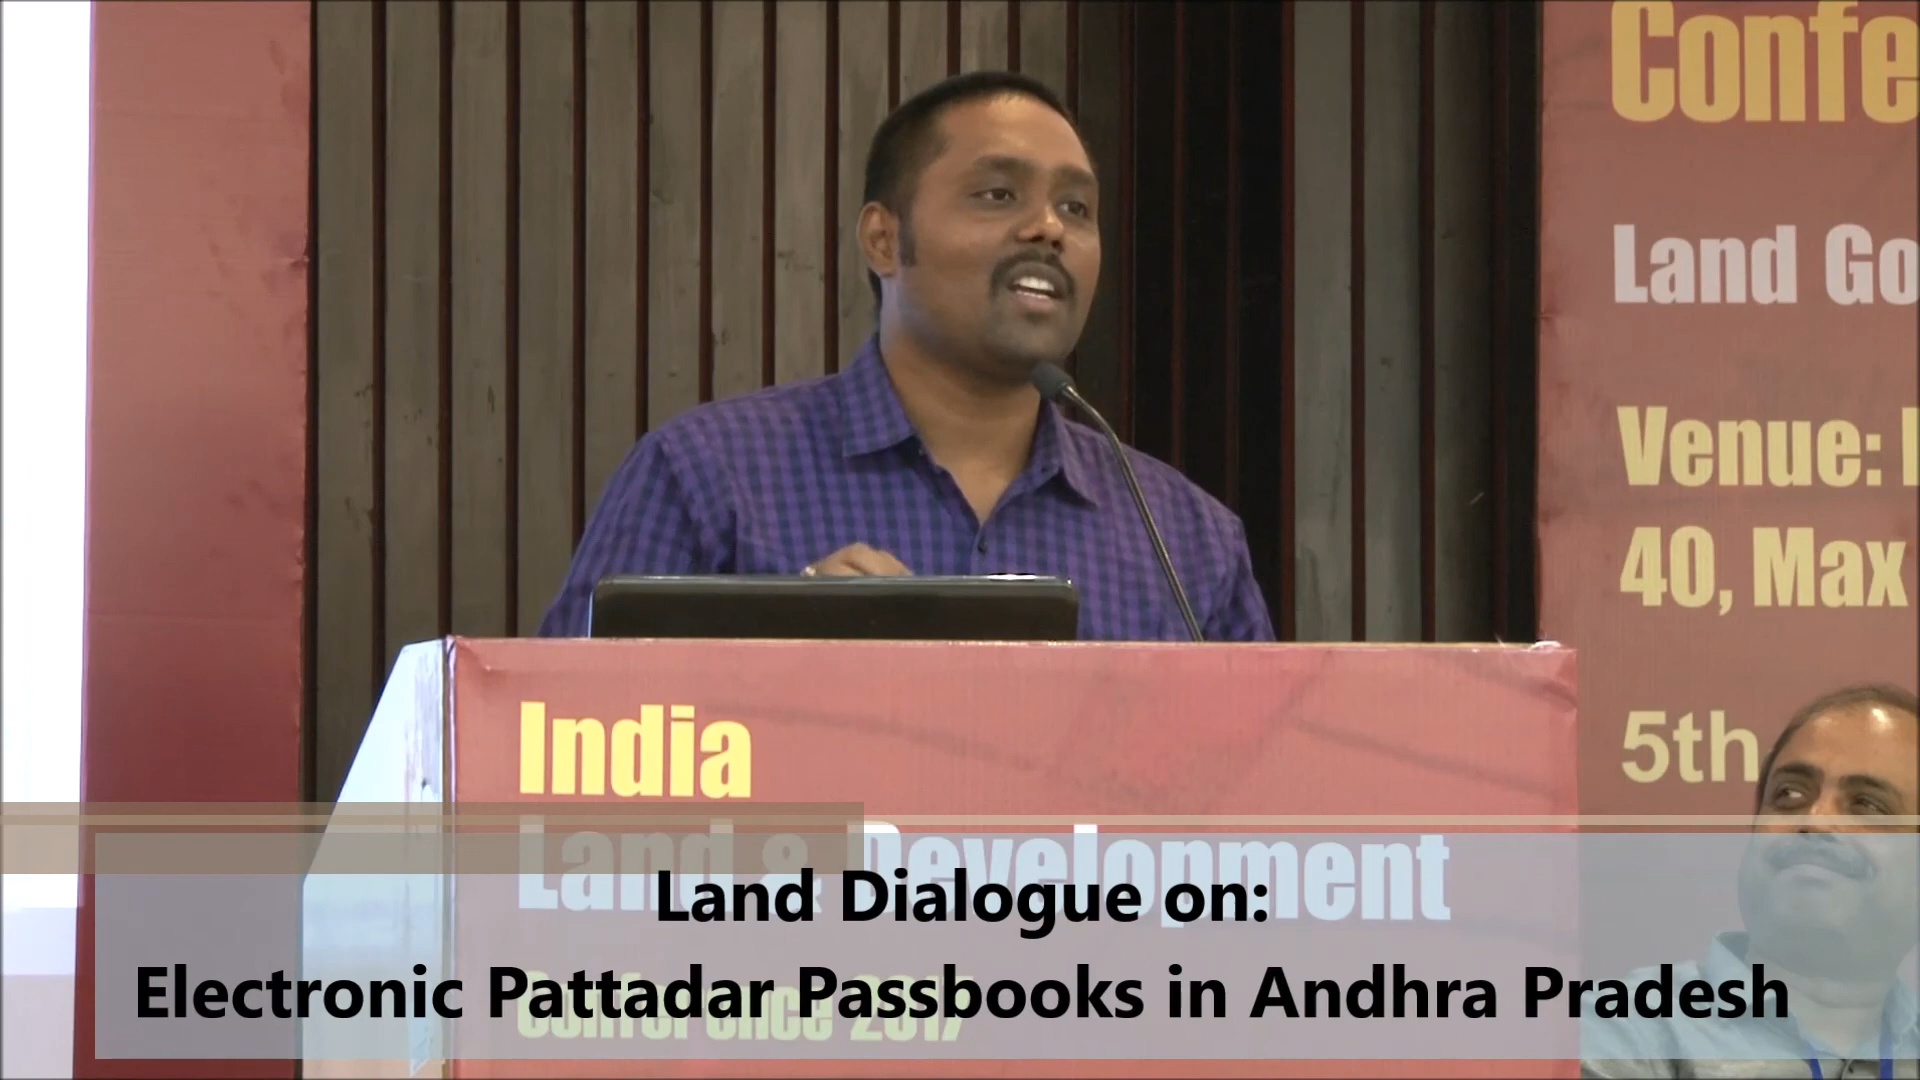 Confe
Land Go
Venue:
40, Max
5th
India
Land & Development
Conference 2017
Land Dialogue on:
Electronic Pattadar Passbooks in Andhra Pradesh